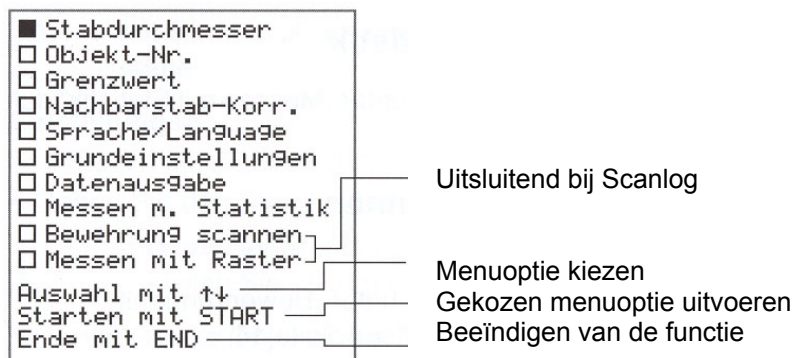 ■ Stabdurchmesser
□ Objekt-Nr.
□ Grenzwert
□ Nachbarstab-Korr.
□ Sprache/Language
□ Grundeinstellungen
□ Datenausgabe
□ Messen m. Statistik
□ Bewehrung scannen
□ Messen mit Raster
Auswahl mit ↑↓
Starten mit START
Ende mit END
Uitsluitend bij Scanlog
Menuoptie kiezen
Gekozen menuoptie uitvoeren
Beeïndigen van de functie